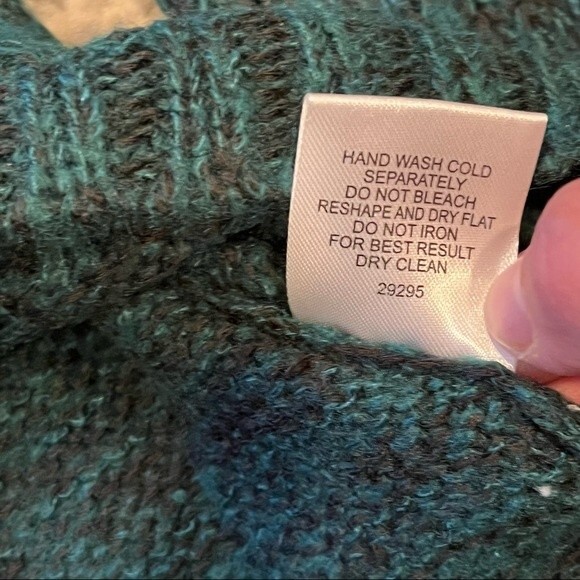 HAND WASH COLD
SEPARATELY
DO NOT BLEACH
RESHAPE AND DRY FLAT
DO NOT IRON
FOR BEST RESULT
DRY CLEAN
29295